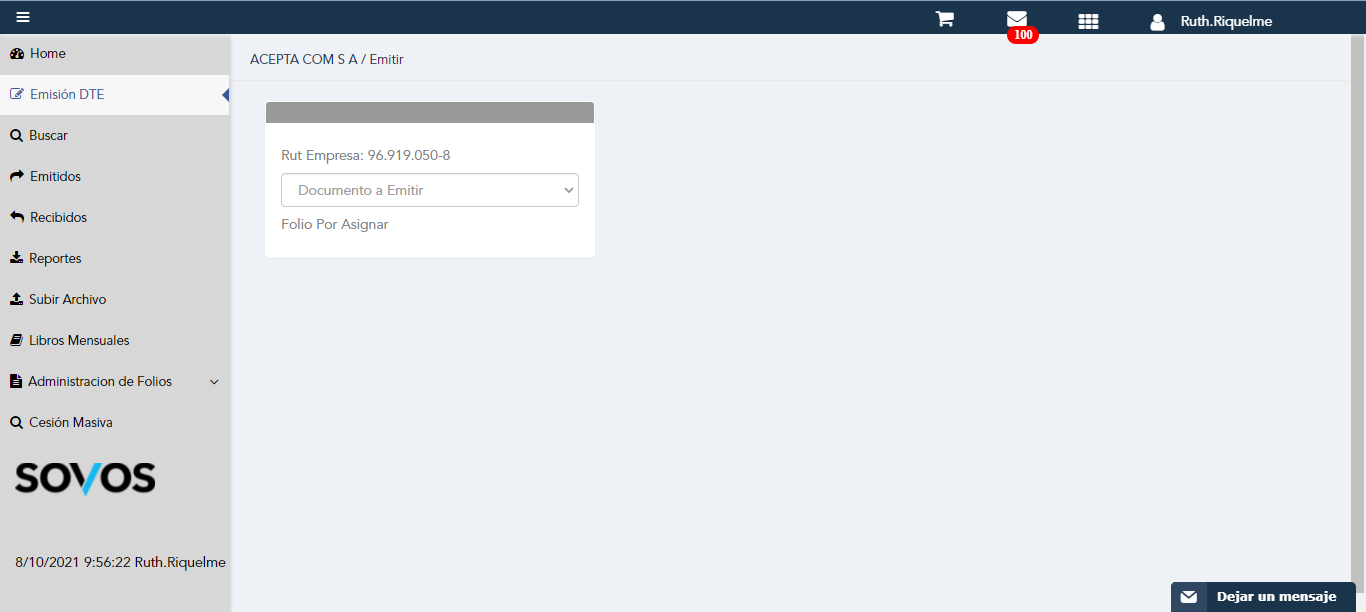 Ruth.Riquelme
100
Home
Emisión DTE
Buscar
Emitidos
Recibidos
Reportes
Subir Archivo
Libros Mensuales
Administracion de Folios
Cesión Masiva
SOVOS
8/10/2021 9:56:22 Ruth.Riquelme
ACEPTA COM S A / Emitir
Rut Empresa: 96.919.050-8
Documento a Emitir
Folio Por Asignar
Dejar un mensaje